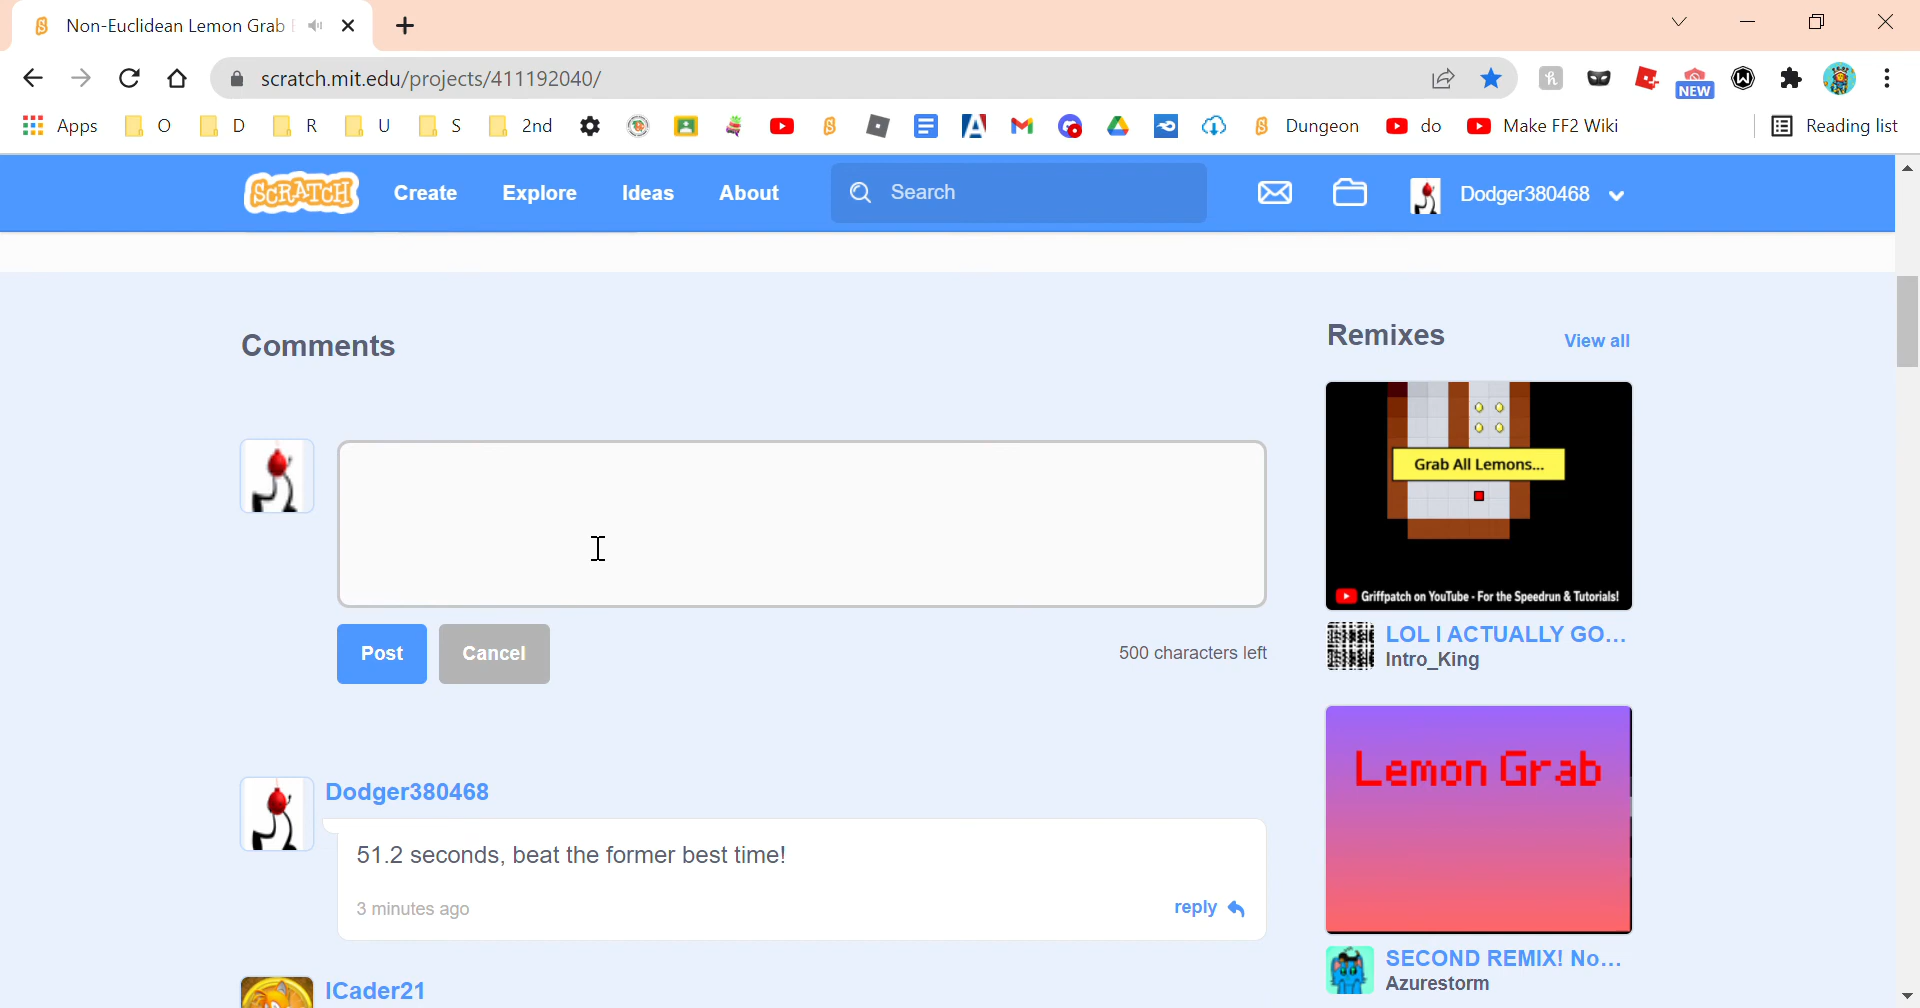 Non-Euclidean Lemon Grab
scratch.mit.edu/projects/411192040/
NEW
Apps O D R U S 2nd Dungeon do Make FF2 Wiki Reading list
SCRATCH Create Explore Ideas About Search Dodger380468
Comments
Remixes View all
Grab All Lemons...
Griffpatch on YouTube - For the Speedrun & Tutorials!
Post Cancel 500 characters left
LOL I ACTUALLY GO...
Intro_King
Lemon Grab
Dodger380468
51.2 seconds, beat the former best time!
3 minutes ago reply
SECOND REMIX! No...
Azurestorm
ICader21